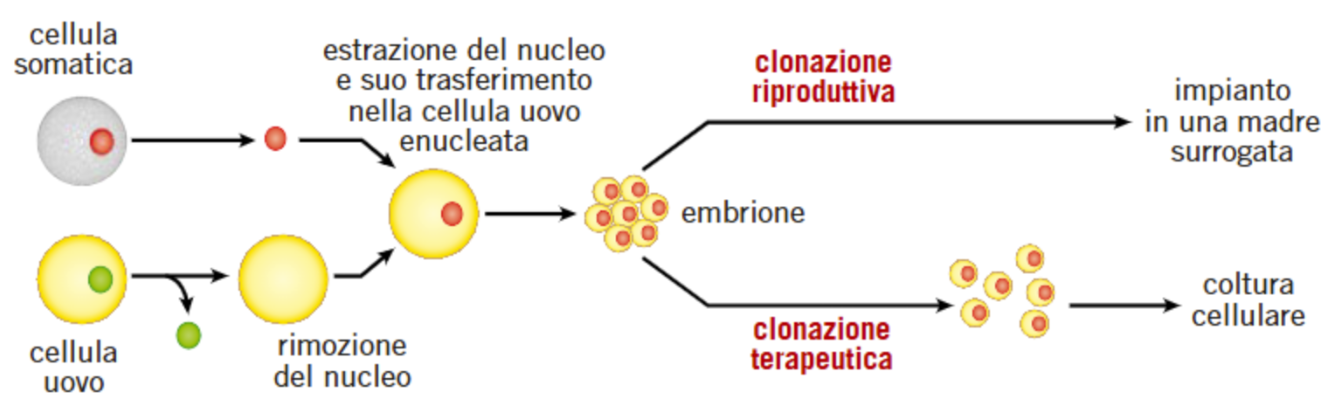 cellula
somatica
estrazione del nucleo
e suo trasferimento
nella cellula uovo
enucleata
clonazione
riproduttiva
impianto
in una madre
surrogata
embrione
cellula
uovo
rimozione
del nucleo
clonazione
terapeutica
coltura
cellulare